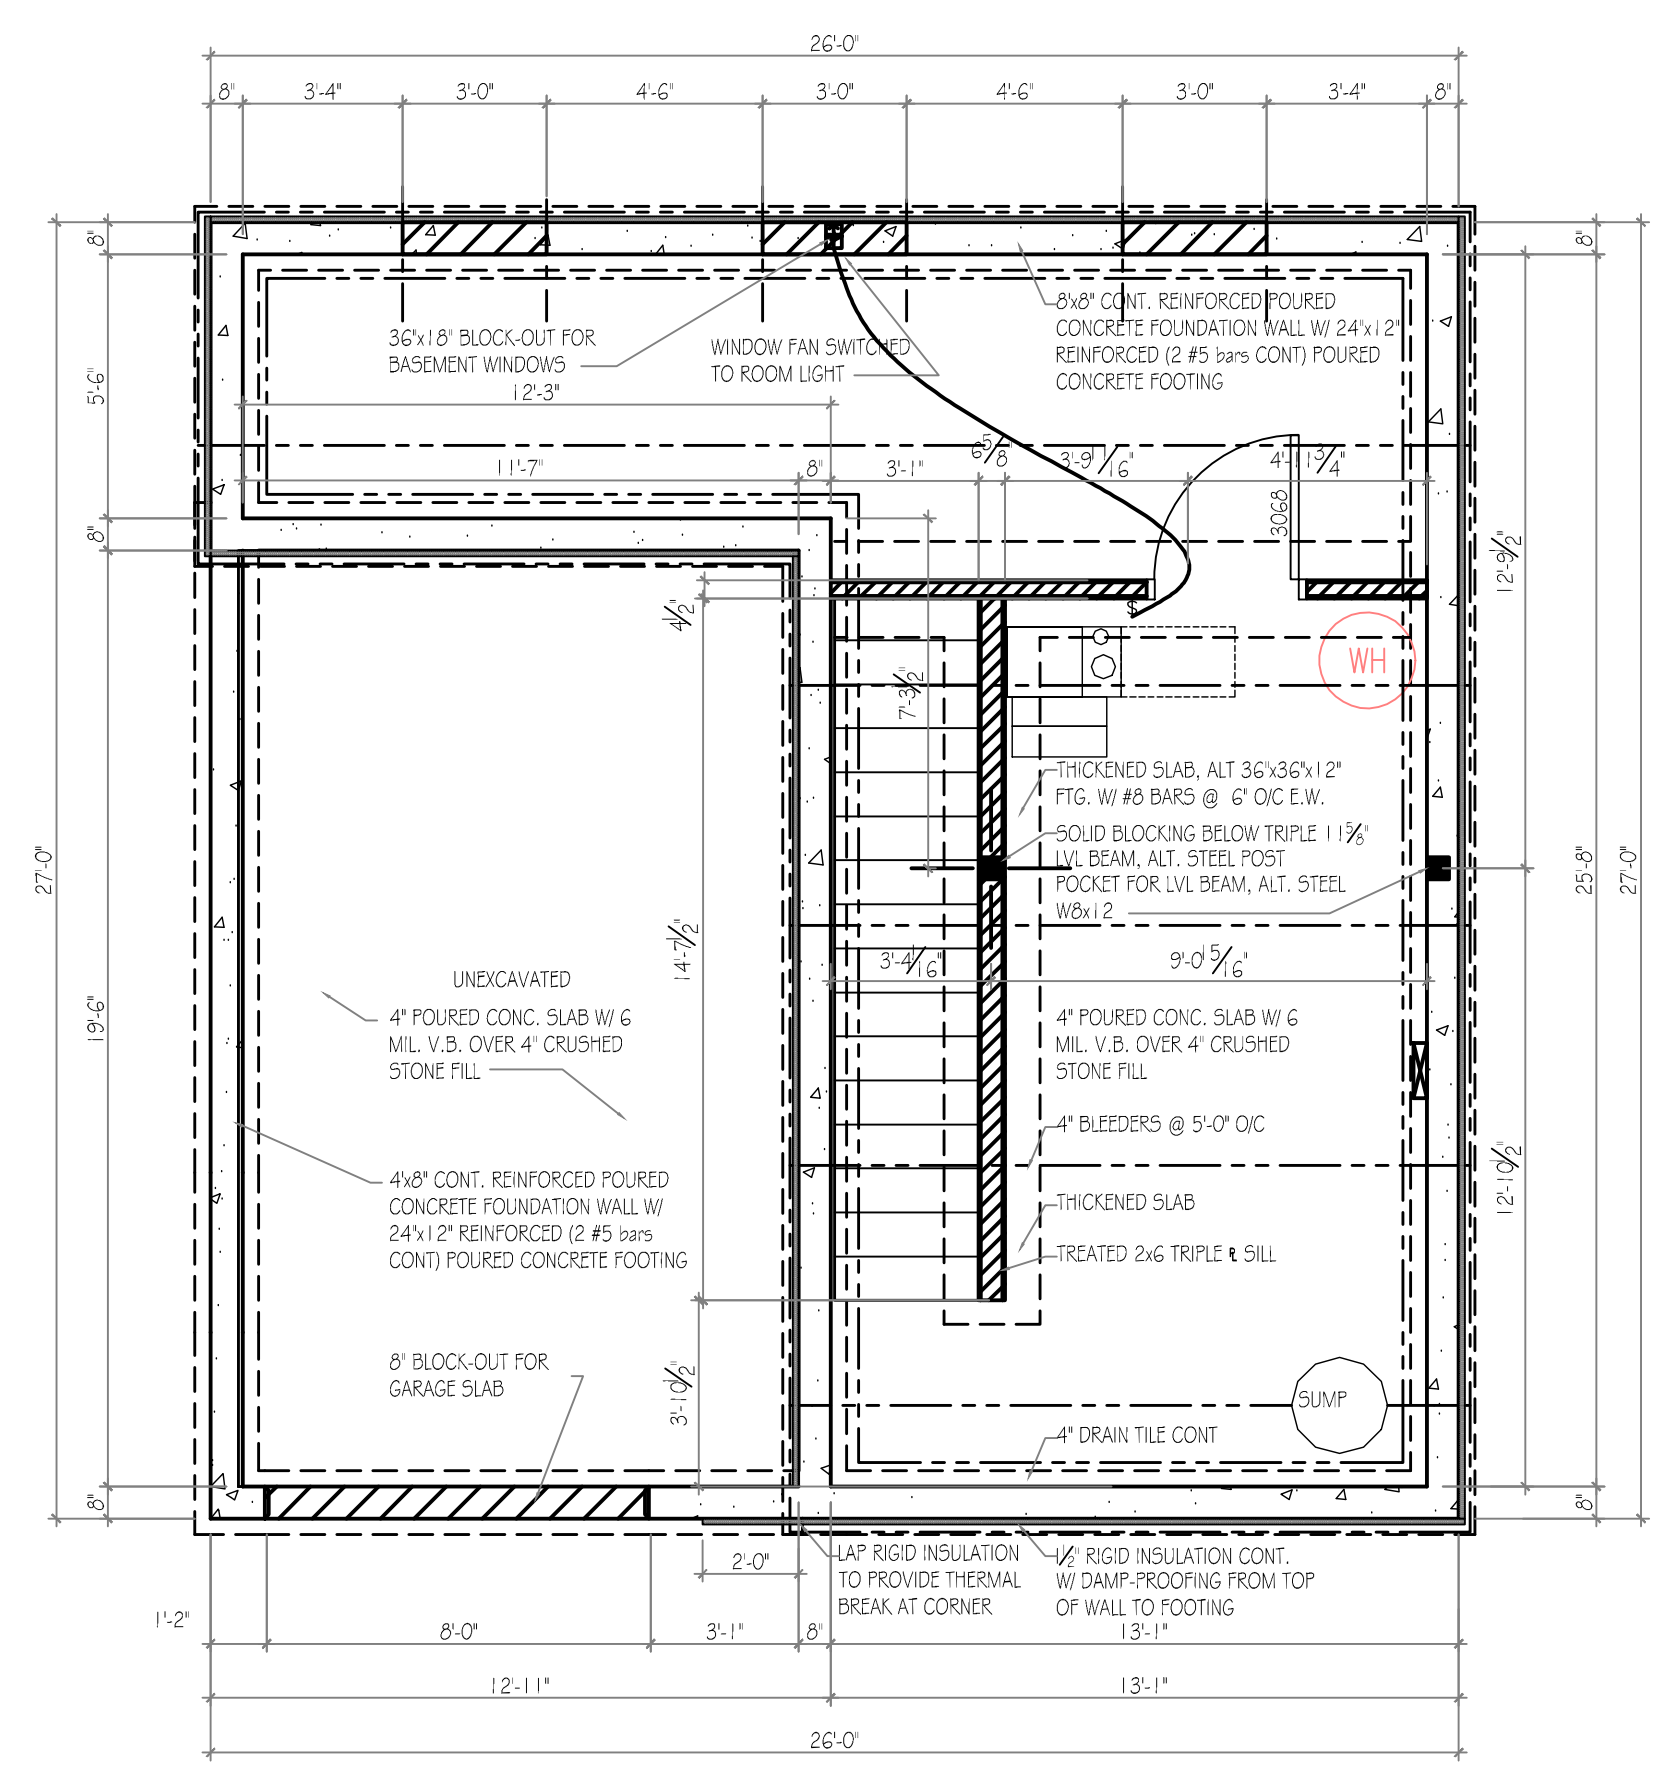 26'-0"
8" 3'-4" 3'-0" 4'-6" 3'-0" 4'-6" 3'-0" 3'-4" 8"
8"
8"
36"x18" BLOCK-OUT FOR
BASEMENT WINDOWS
WINDOW FAN SWITCHED
TO ROOM LIGHT
8'x8" CONT. REINFORCED POURED
CONCRETE FOUNDATION WALL W/ 24"x12"
REINFORCED (2 #5 bars CONT) POURED
CONCRETE FOOTING
12'-3"
5'-6"
11'-7" 8" 3'-1" 6 5/8" 3'-9 11/16" 4'-11 3/4"
3068
8"
12'-9 1/2"
4 1/2"
$
WH
7'-3 1/2"
THICKENED SLAB, ALT 36"x36"x12"
FTG. W/ #8 BARS @ 6" O/C E.W.
SOLID BLOCKING BELOW TRIPLE 11 5/8"
LVL BEAM, ALT. STEEL POST
POCKET FOR LVL BEAM, ALT. STEEL
W8x12
27'-0"
25'-8"
27'-0"
14'-7 1/2"
3'-4 1/16" 9'-0 15/16"
UNEXCAVATED
4" POURED CONC. SLAB W/ 6
MIL. V.B. OVER 4" CRUSHED
STONE FILL
4" POURED CONC. SLAB W/ 6
MIL. V.B. OVER 4" CRUSHED
STONE FILL
19'-6"
4" BLEEDERS @ 5'-0" O/C
12'-10 1/2"
4'x8" CONT. REINFORCED POURED
CONCRETE FOUNDATION WALL W/
24"x12" REINFORCED (2 #5 bars
CONT) POURED CONCRETE FOOTING
THICKENED SLAB
TREATED 2x6 TRIPLE ⅊ SILL
8" BLOCK-OUT FOR
GARAGE SLAB
3'-10 1/2"
SUMP
4" DRAIN TILE CONT
8"
8"
2'-0"
LAP RIGID INSULATION
TO PROVIDE THERMAL
BREAK AT CORNER
1/2" RIGID INSULATION CONT.
W/ DAMP-PROOFING FROM TOP
OF WALL TO FOOTING
1'-2" 8'-0" 3'-1" 8" 13'-1"
12'-11" 13'-1"
26'-0"